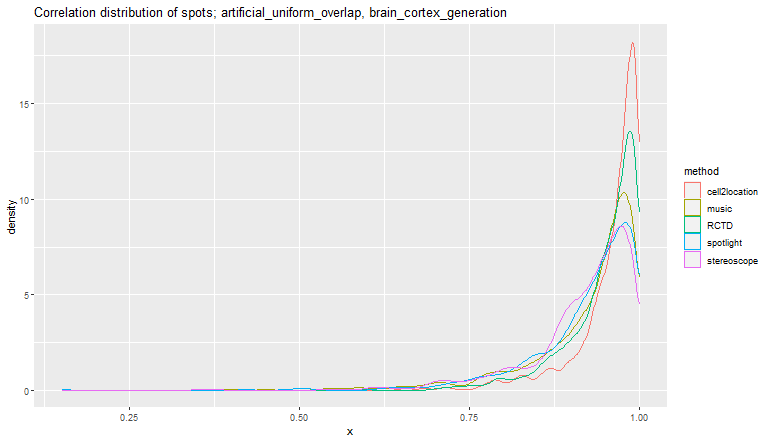 Correlation distribution of spots; artificial_uniform_overlap, brain_cortex_generation
15
10
5
0
density
0.25
0.50
0.75
1.00
x
method
cell2location
music
RCTD
spotlight
stereoscope